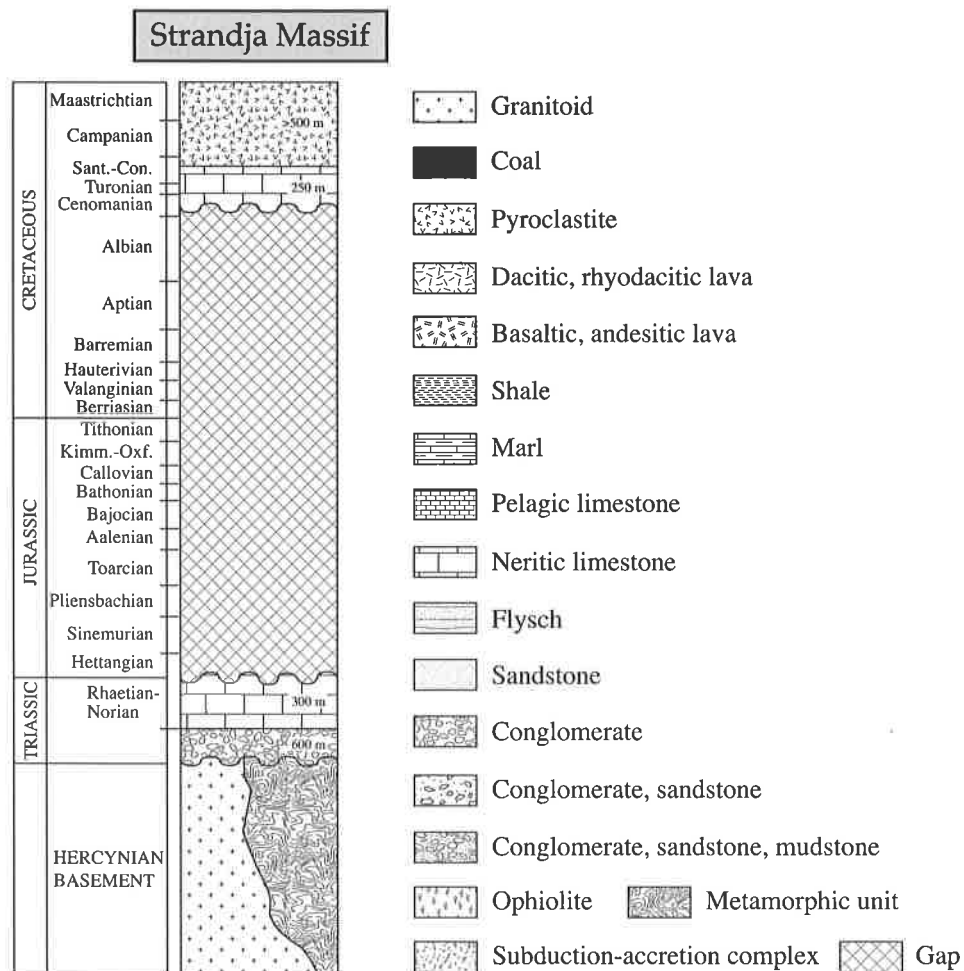 Strandja Massif
CRETACEOUS
Maastrichtian
Campanian
Sant.-Con.
Turonian
Cenomanian
Albian
Aptian
Barremian
Hauterivian
Valanginian
Berriasian
JURASSIC
Tithonian
Kimm.-Oxf.
Callovian
Bathonian
Bajocian
Aalenian
Toarcian
Pliensbachian
Sinemurian
Hettangian
TRIASSIC
Rhaetian-
Norian
HERCYNIAN
BASEMENT
>500 m
250 m
300 m
600 m
Granitoid
Coal
Pyroclastite
Dacitic, rhyodacitic lava
Basaltic, andesitic lava
Shale
Marl
Pelagic limestone
Neritic limestone
Flysch
Sandstone
Conglomerate
Conglomerate, sandstone
Conglomerate, sandstone, mudstone
Ophiolite
Metamorphic unit
Subduction-accretion complex
Gap